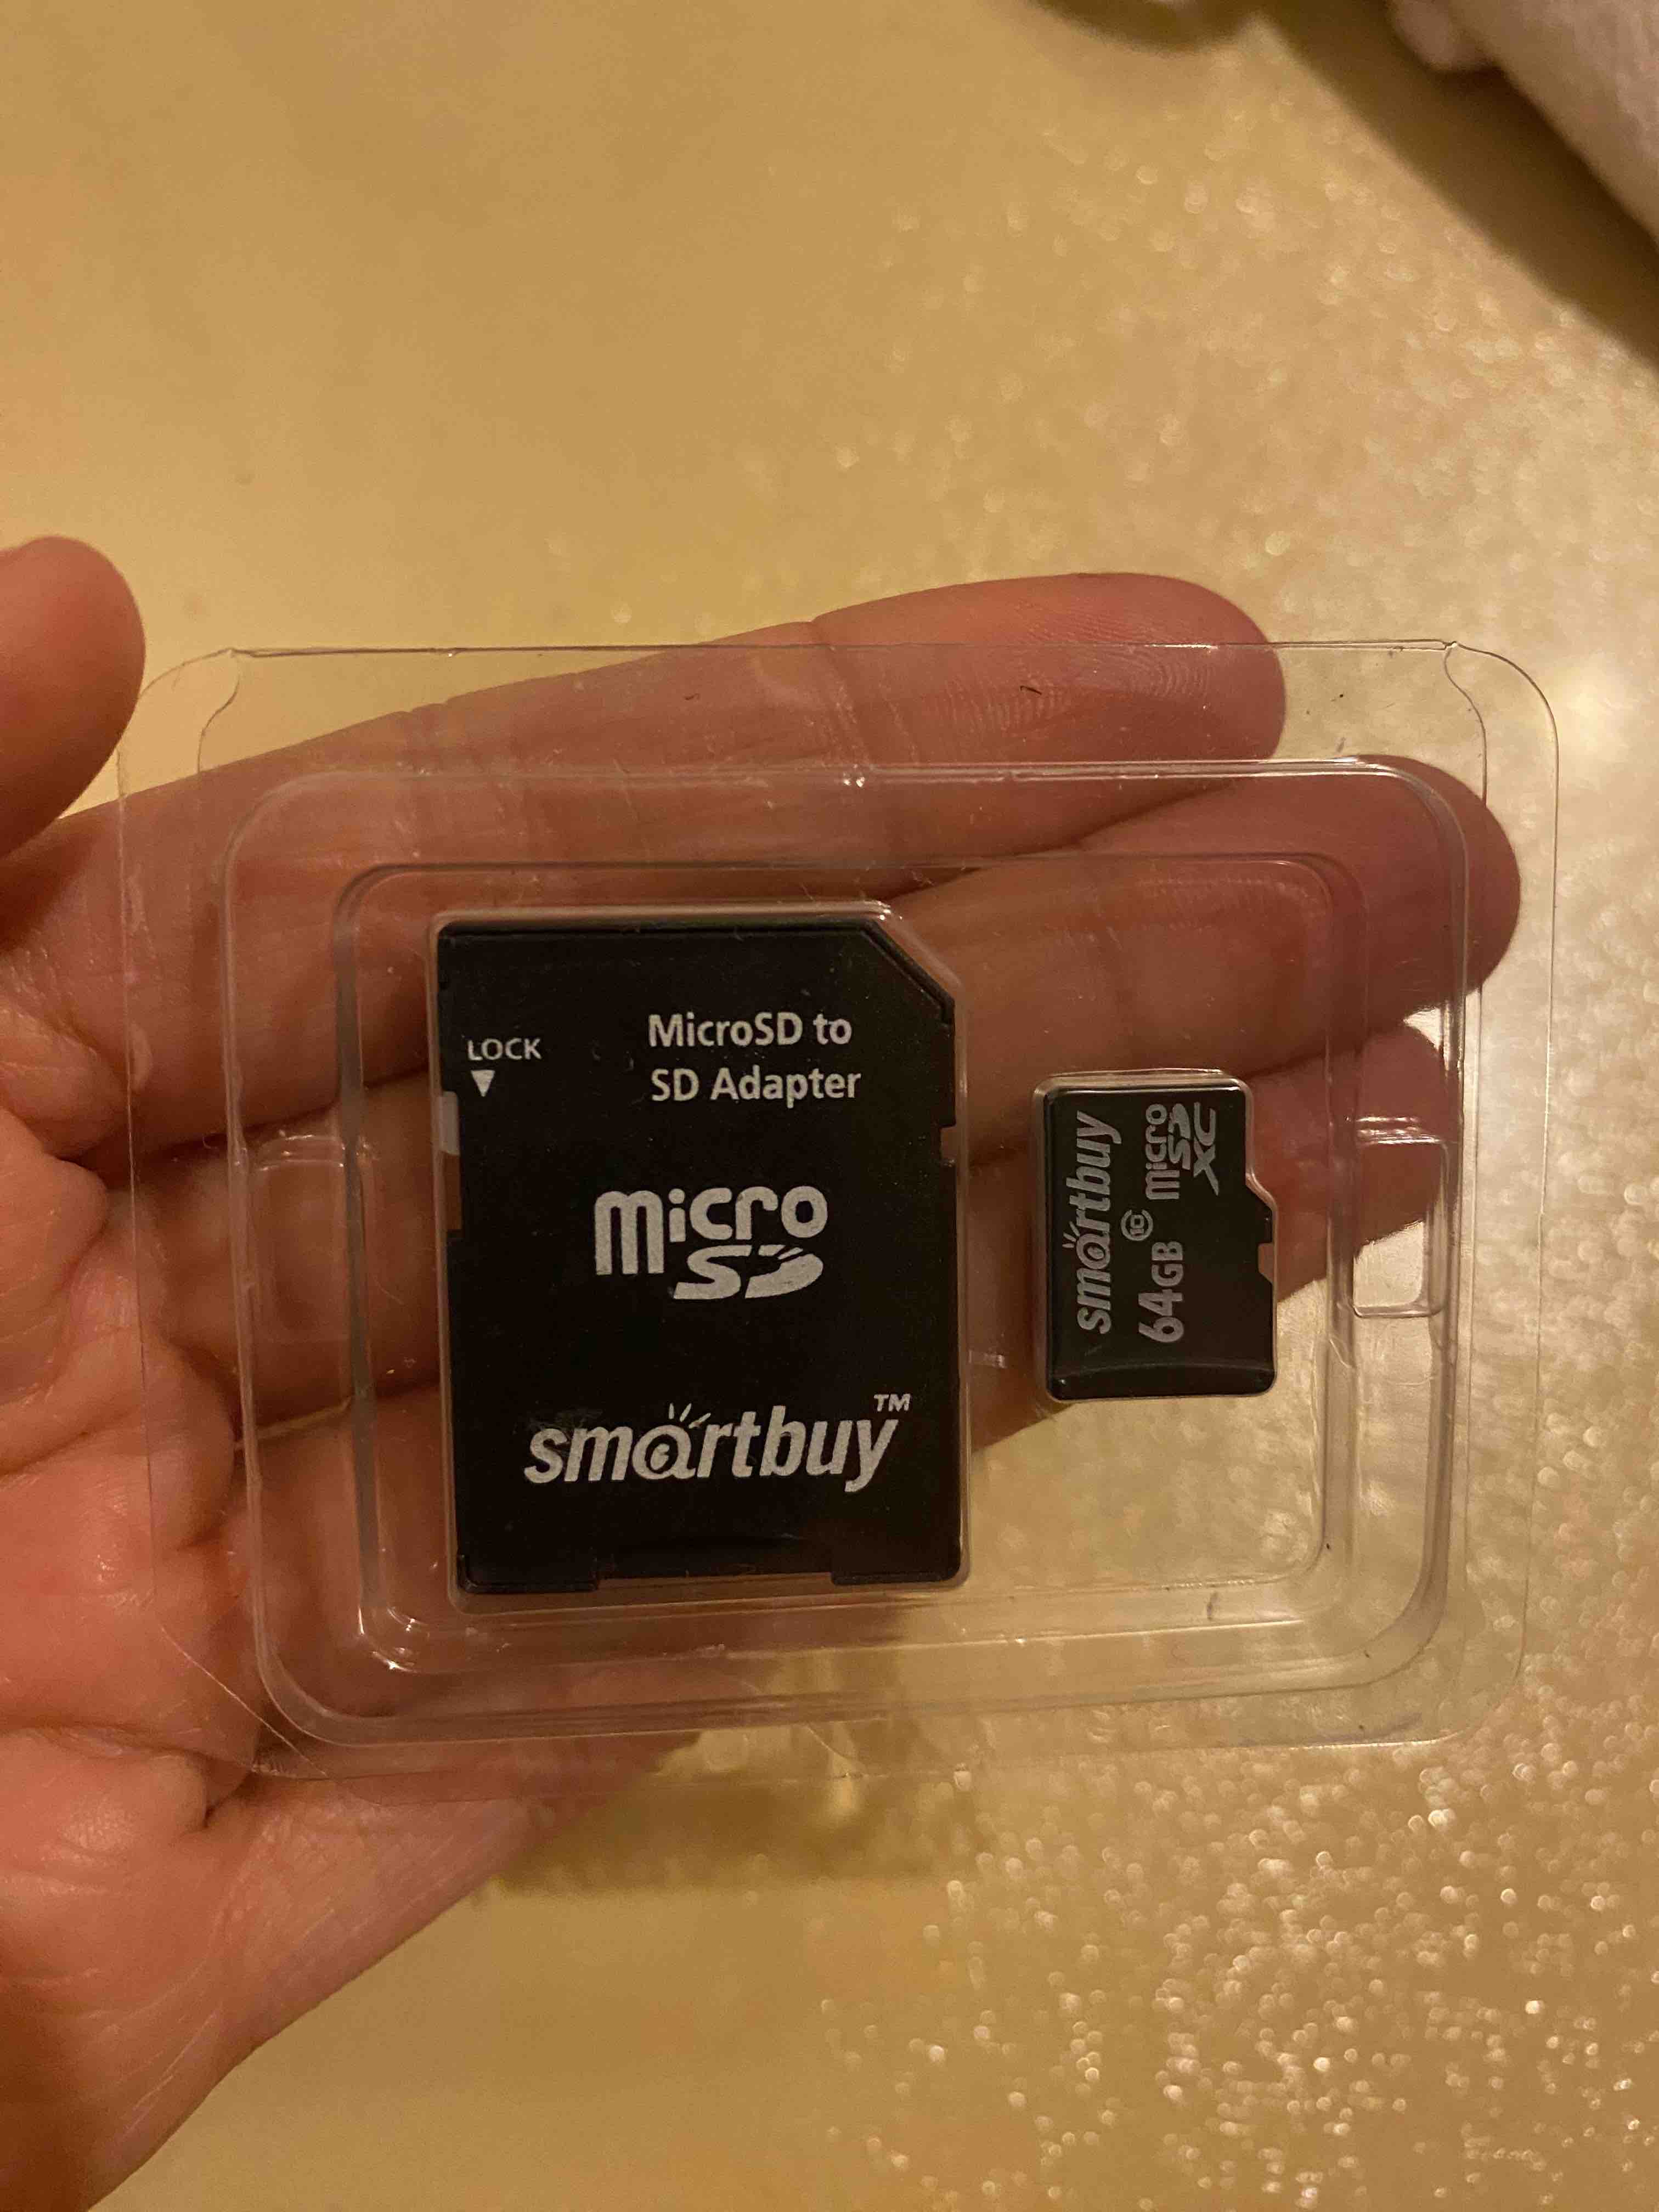 LOCK
MicroSD to
SD Adapter
micro
SD
smartbuy™
smartbuy
64GB 10 micro
SD
XC